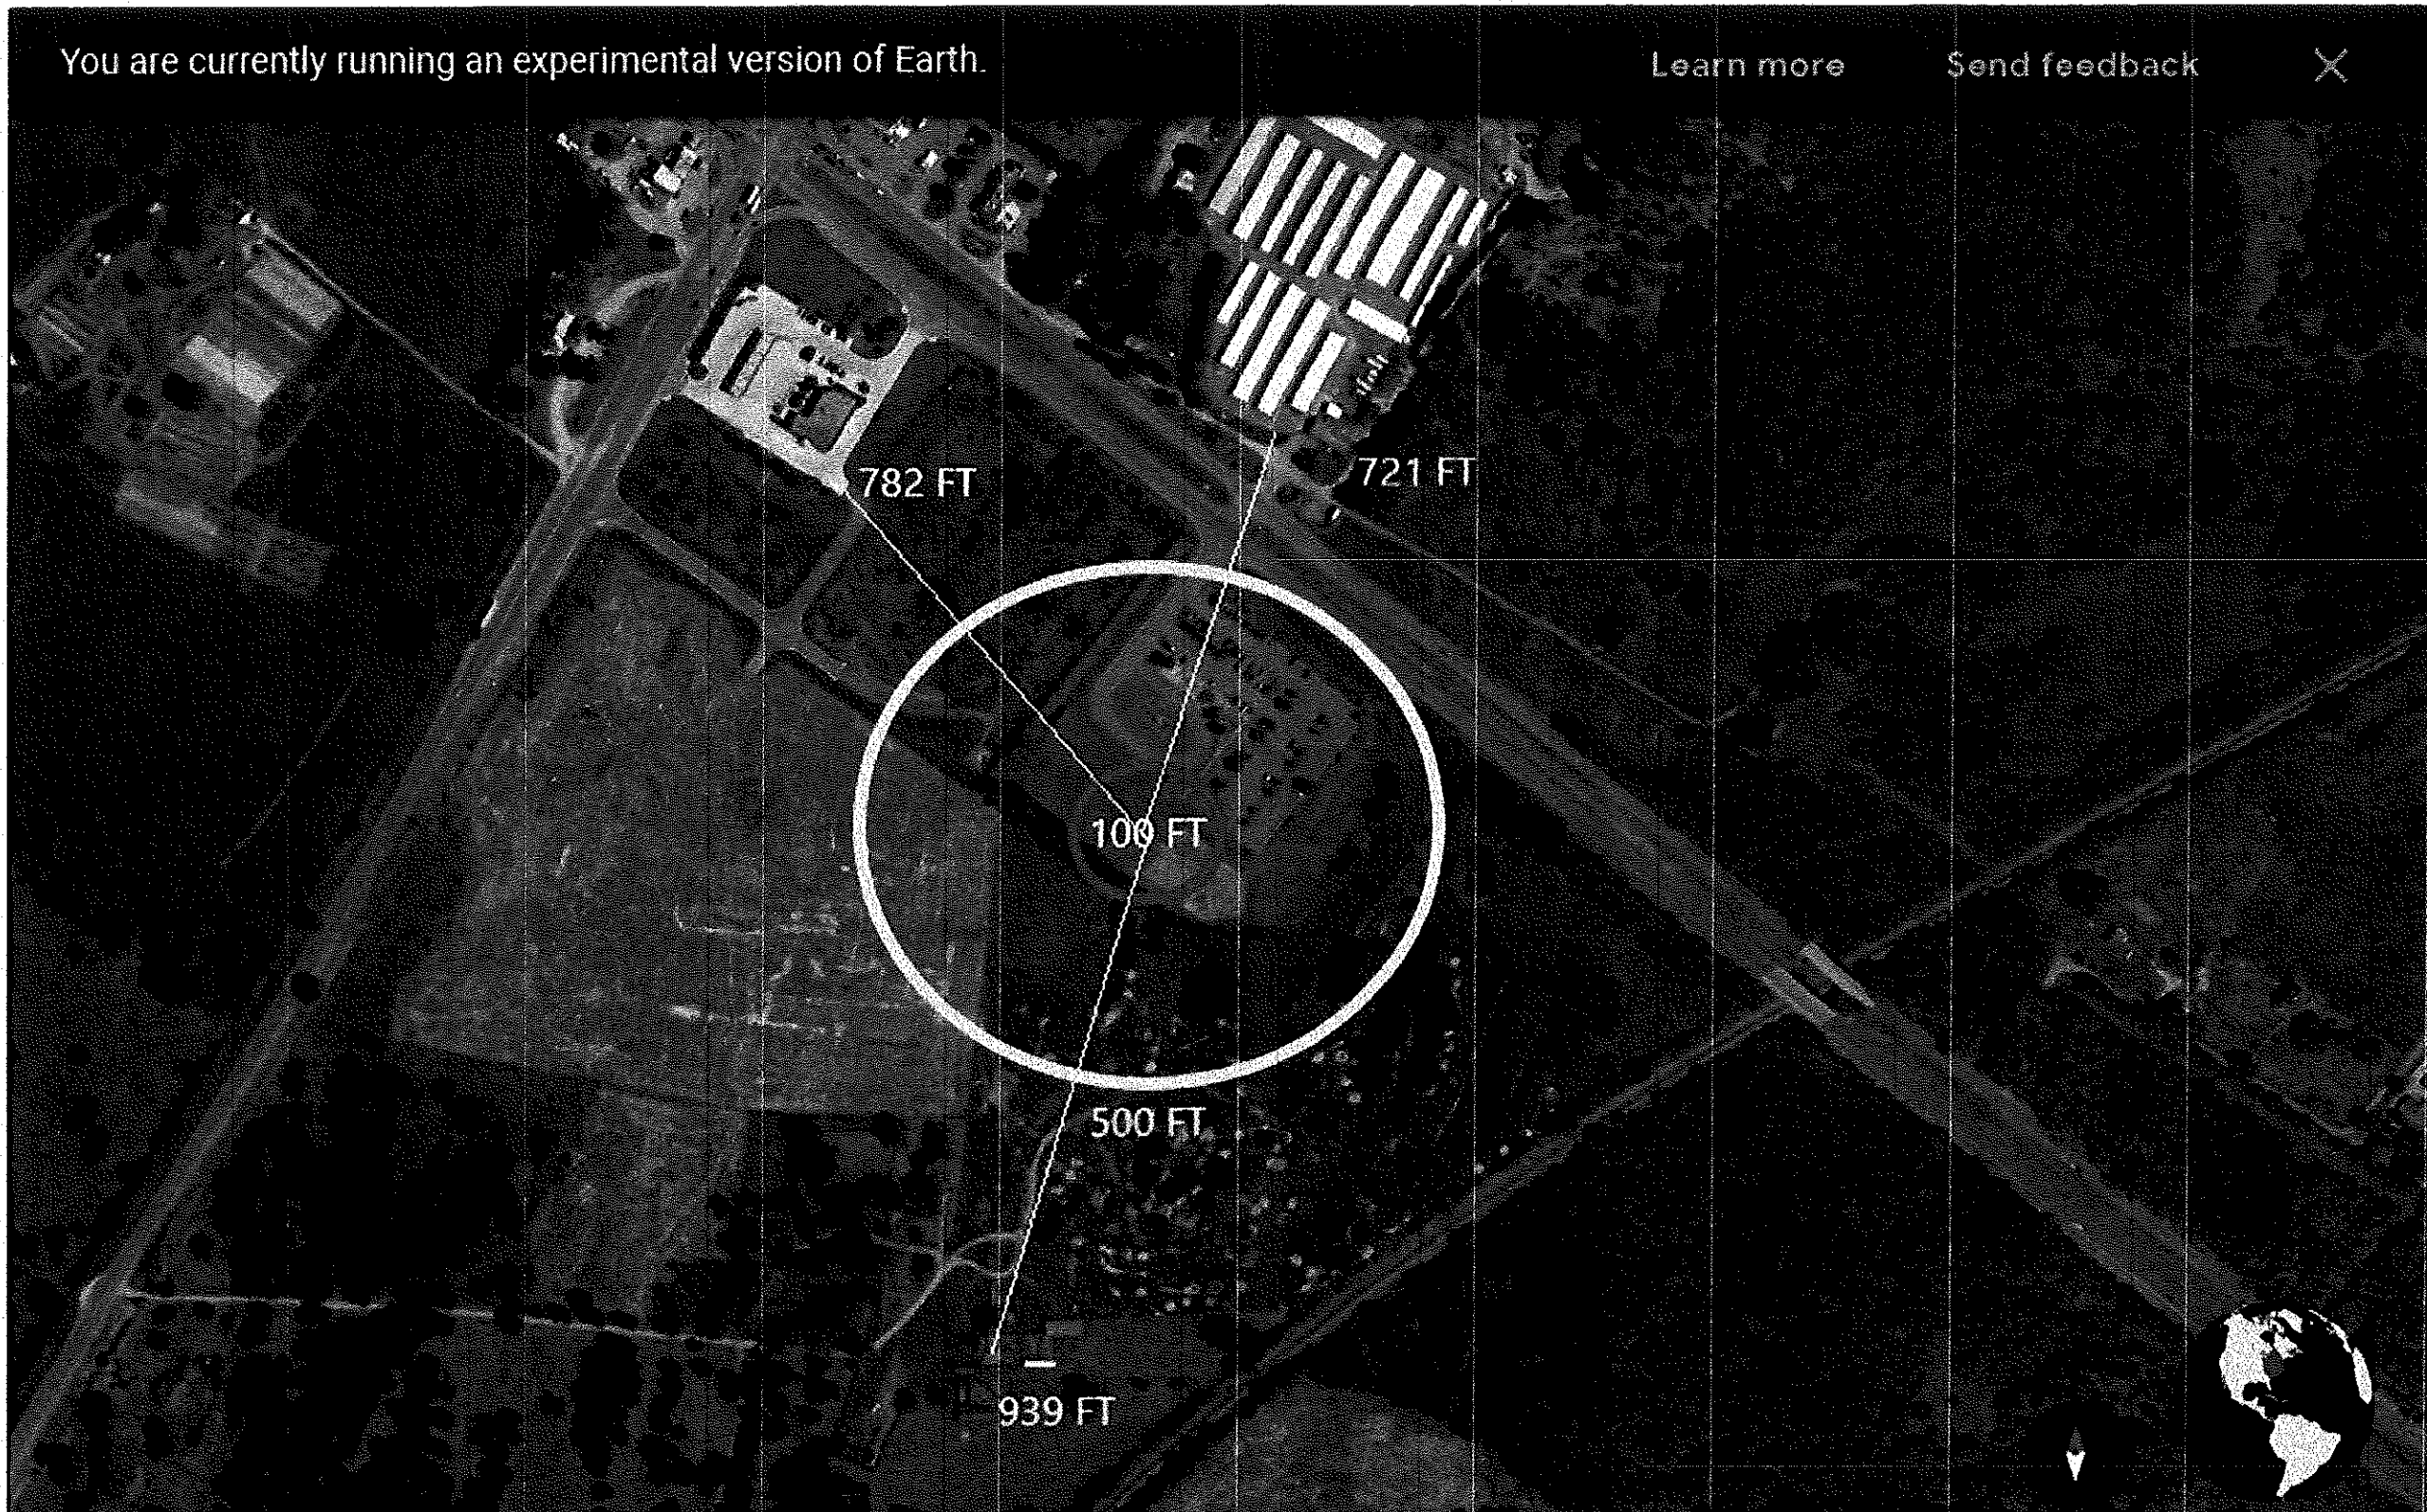 You are currently running an experimental version of Earth.
Learn more
Send feedback
782 FT
721 FT
100 FT
500 FT
939 FT